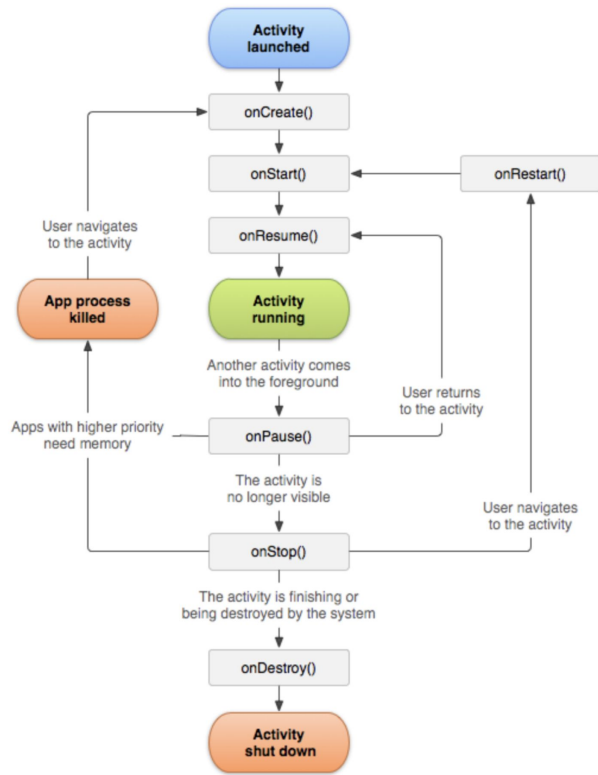 Activity
launched
onCreate()
onStart()
onRestart()
User navigates
to the activity
onResume()
App process
killed
Activity
running
Another activity comes
into the foreground
User returns
to the activity
Apps with higher priority
need memory
onPause()
The activity is
no longer visible
User navigates
to the activity
onStop()
The activity is finishing or
being destroyed by the system
onDestroy()
Activity
shut down